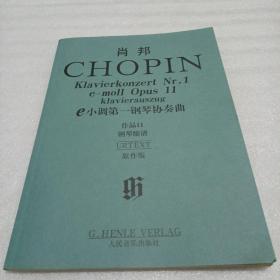 肖邦
CHOPIN
Klavierkonzert Nr.1
e-moll Opus 11
klavierauszug
e小调第一钢琴协奏曲
作品11
钢琴缩谱
URTEXT
原作版
G. HENLE VERLAG
人民音乐出版社